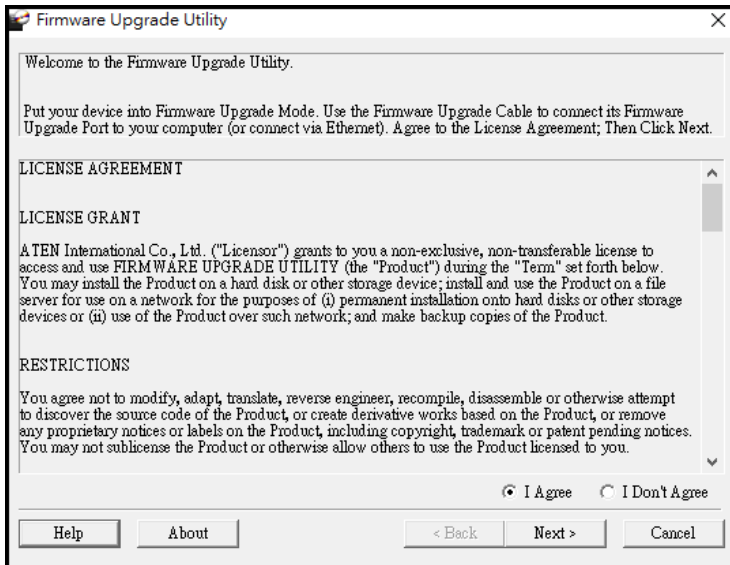 Firmware Upgrade Utility
Welcome to the Firmware Upgrade Utility.
Put your device into Firmware Upgrade Mode. Use the Firmware Upgrade Cable to connect its Firmware
Upgrade Port to your computer (or connect via Ethernet). Agree to the License Agreement; Then Click Next.
LICENSE AGREEMENT
LICENSE GRANT
ATEN International Co., Ltd. ("Licensor") grants to you a non-exclusive, non-transferable license to
access and use FIRMWARE UPGRADE UTILITY (the "Product") during the "Term" set forth below.
You may install the Product on a hard disk or other storage device; install and use the Product on a file
server for use on a network for the purposes of (i) permanent installation onto hard disks or other storage
devices or (ii) use of the Product over such network; and make backup copies of the Product.
RESTRICTIONS
You agree not to modify, adapt, translate, reverse engineer, recompile, disassemble or otherwise attempt
to discover the source code of the Product, or create derivative works based on the Product, or remove
any proprietary notices or labels on the Product, including copyright, trademark or patent pending notices.
You may not sublicense the Product or otherwise allow others to use the Product licensed to you.
I Agree I Don't Agree
Help About < Back Next > Cancel